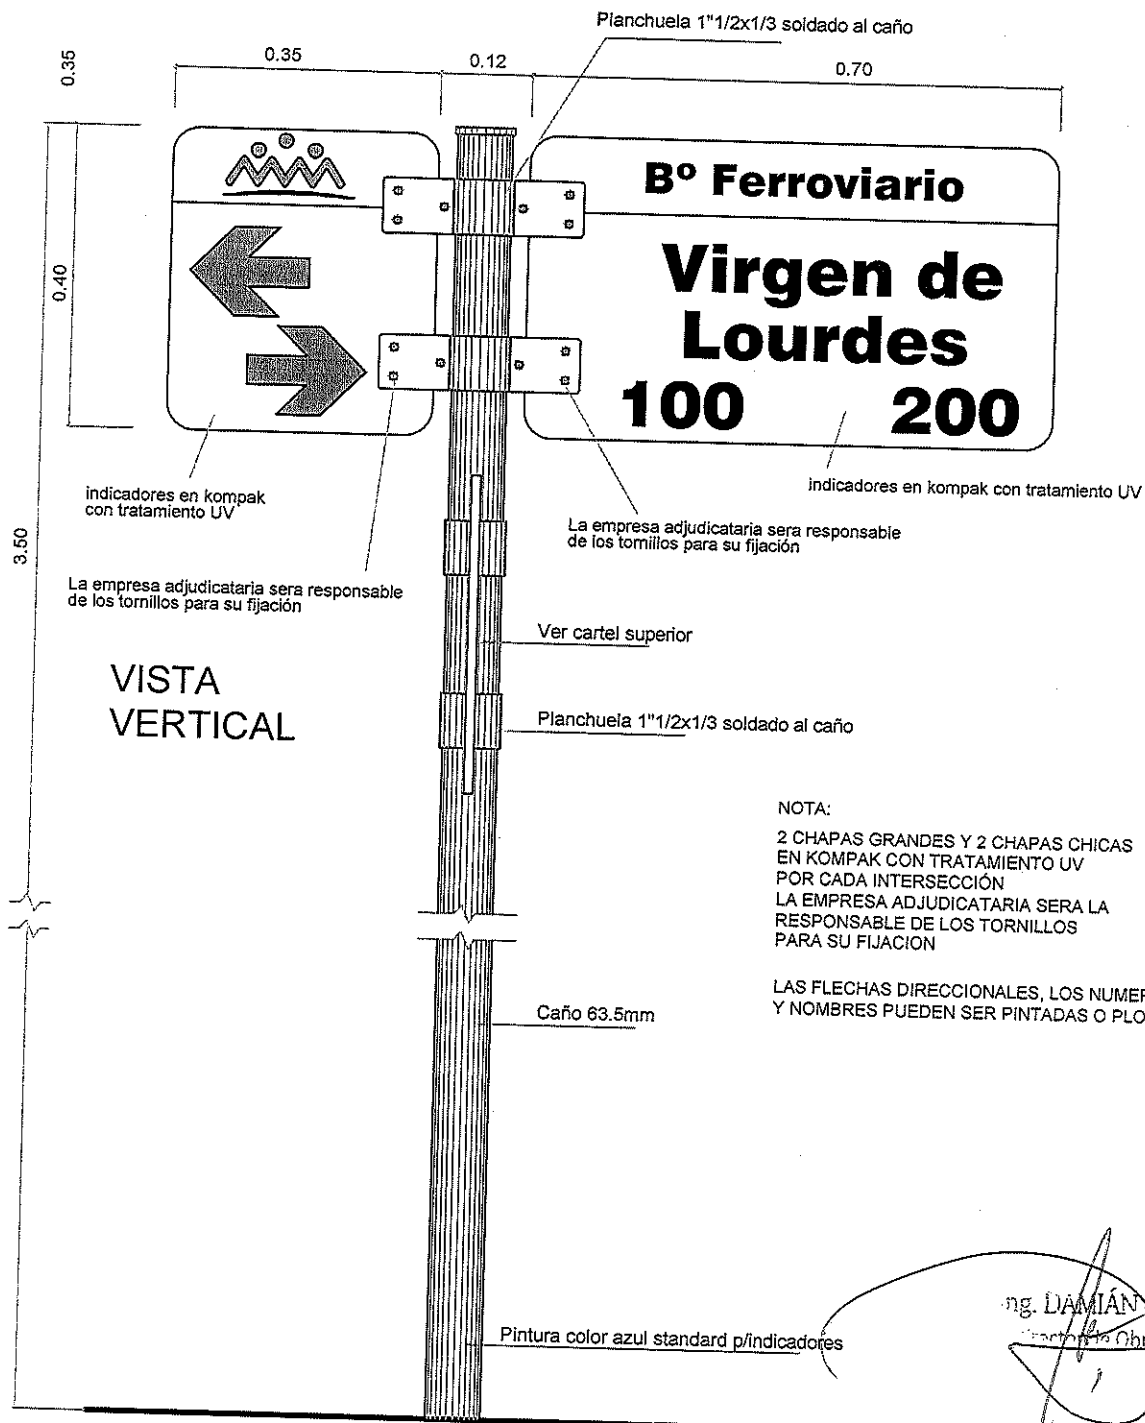 Planchuela 1"1/2x1/3 soldado al caño
0.35
0.35
0.12
0.70
Bº Ferroviario
Virgen de
Lourdes
100 200
0.40
3.50
indicadores en kompak
con tratamiento UV
indicadores en kompak con tratamiento UV
La empresa adjudicataria sera responsable
de los tornillos para su fijación
La empresa adjudicataria sera responsable
de los tornillos para su fijación
Ver cartel superior
VISTA
VERTICAL
Planchuela 1"1/2x1/3 soldado al caño
NOTA:
2 CHAPAS GRANDES Y 2 CHAPAS CHICAS
EN KOMPAK CON TRATAMIENTO UV
POR CADA INTERSECCIÓN
LA EMPRESA ADJUDICATARIA SERA LA
RESPONSABLE DE LOS TORNILLOS
PARA SU FIJACION
LAS FLECHAS DIRECCIONALES, LOS NUMER
Y NOMBRES PUEDEN SER PINTADAS O PLO
Caño 63.5mm
Pintura color azul standard p/indicadores
ng. DAMIÁN